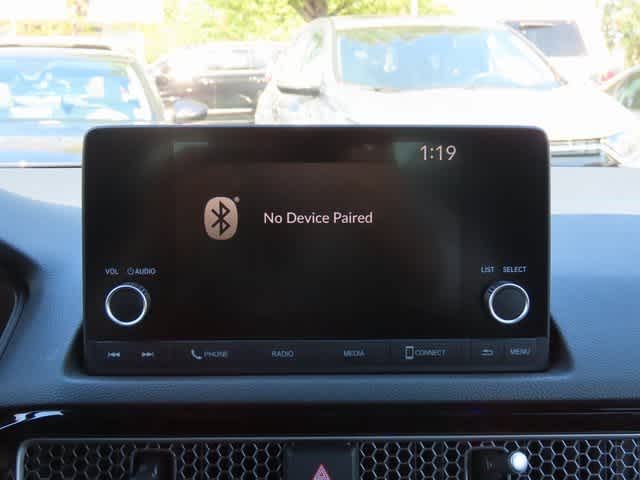 1:19
No Device Paired
VOL AUDIO
LIST SELECT
PHONE RADIO MEDIA CONNECT MENU